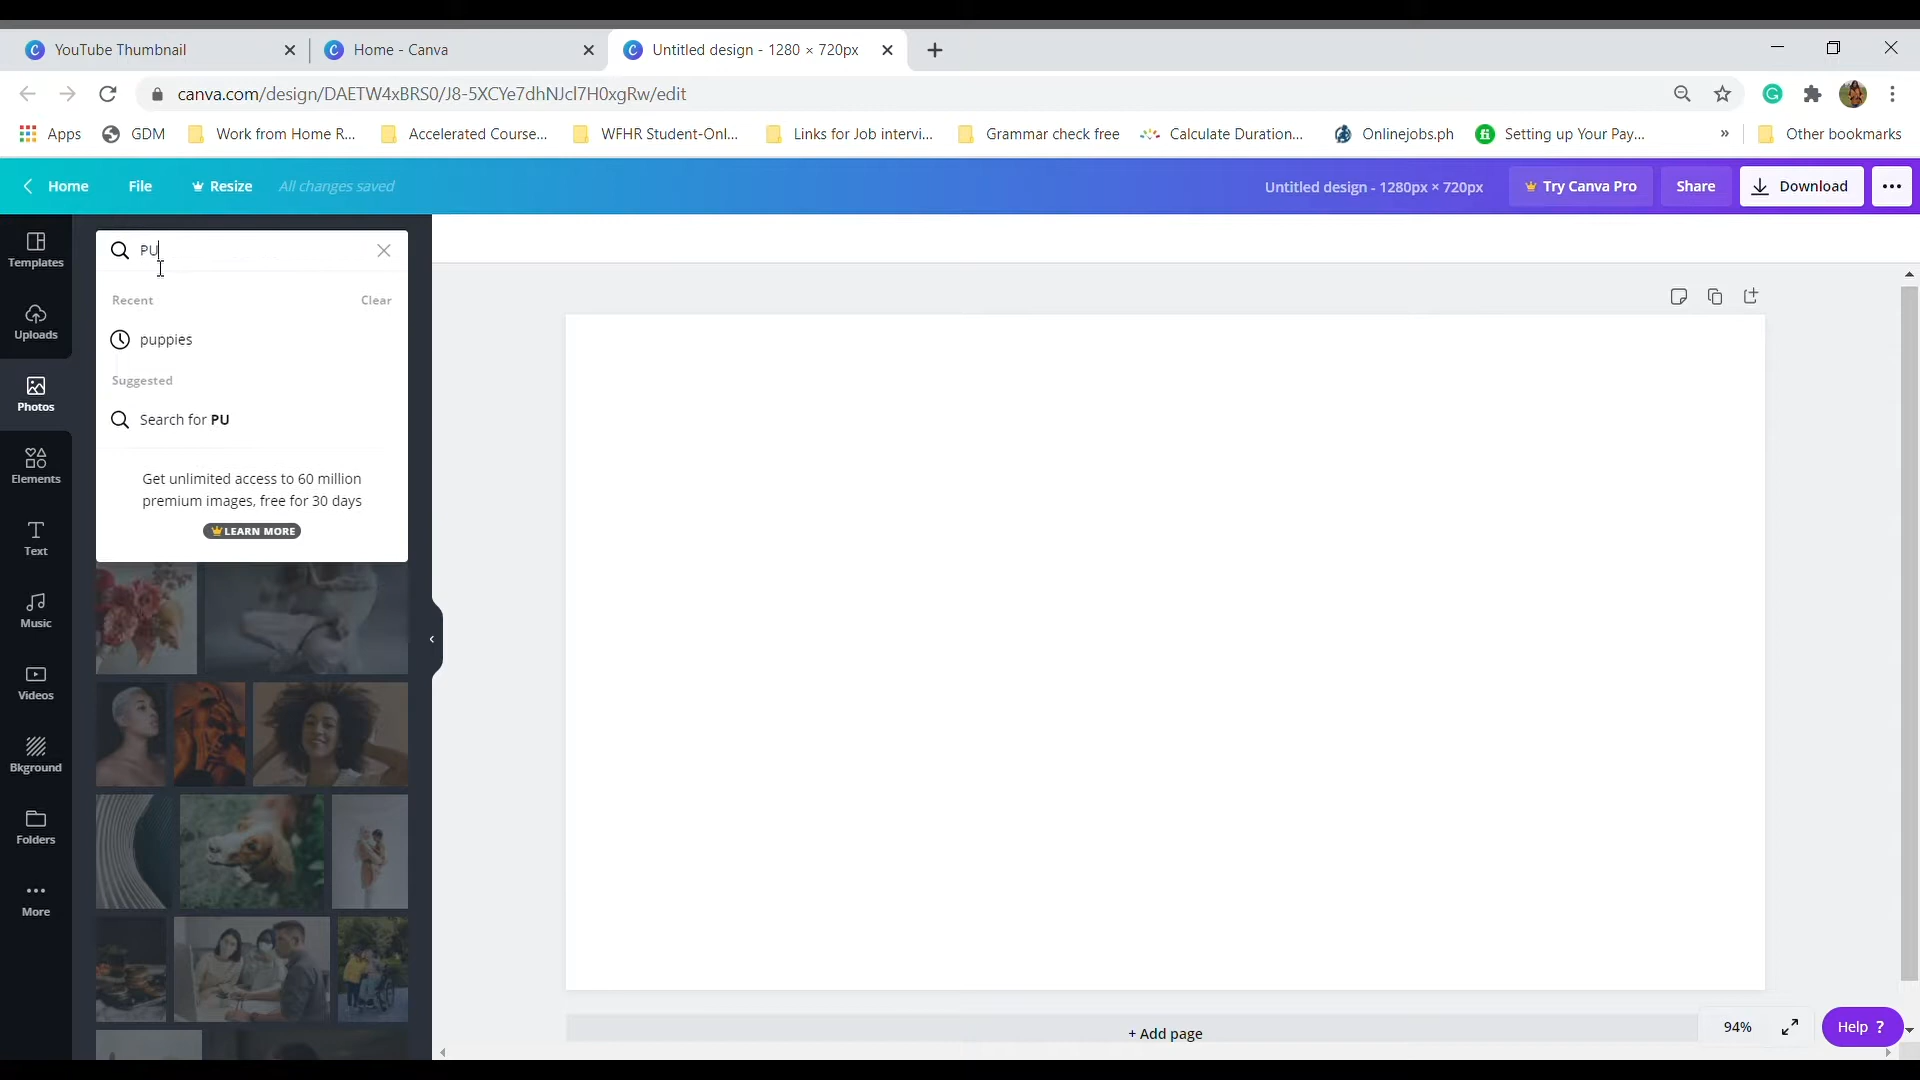 YouTube Thumbnail
Home - Canva
Untitled design - 1280 × 720px
canva.com/design/DAETW4xBRS0/J8-5XCYe7dhNJcl7H0xgRw/edit
Apps
GDM
Work from Home R...
Accelerated Course...
WFHR Student-Onl...
Links for Job intervi...
Grammar check free
Calculate Duration...
Onlinejobs.ph
Setting up Your Pay...
»
Other bookmarks
Home
File
Resize
All changes saved
Untitled design - 1280px × 720px
Try Canva Pro
Share
Download
Templates
Uploads
Photos
Elements
Text
Music
Videos
Bkground
Folders
More
PU
Recent
Clear
puppies
Suggested
Search for PU
Get unlimited access to 60 million
premium images, free for 30 days
LEARN MORE
+ Add page
94%
Help ?